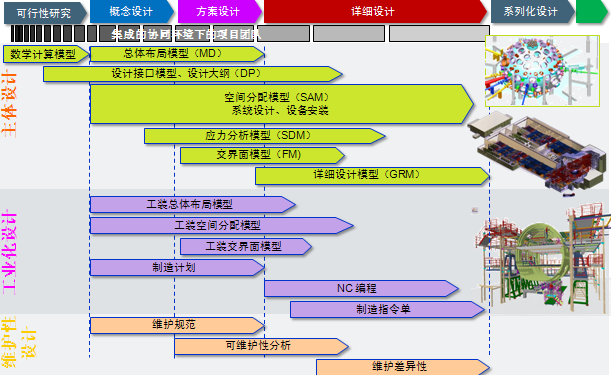 可行性研究
概念设计
方案设计
详细设计
系列化设计
集成的协同环境下的项目团队
数学计算模型
总体布局模型（MD）
设计接口模型、设计大纲（DP）
空间分配模型（SAM）
系统设计、设备安装
应力分析模型（SDM）
交界面模型（FM)
详细设计模型（GRM）
主体设计
工装总体布局模型
工装空间分配模型
工装交界面模型
制造计划
NC 编程
制造指令单
工业化设计
维护规范
可维护性分析
维护差异性
维护性
设计